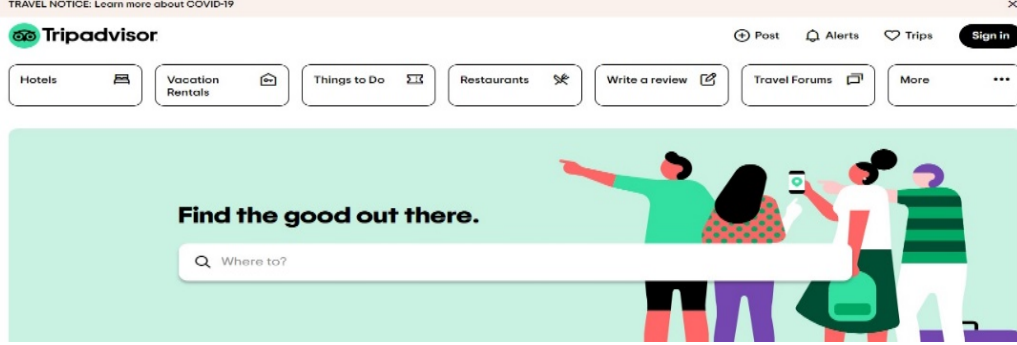 TRAVEL NOTICE: Learn more about COVID-19
Tripadvisor
Post
Alerts
Trips
Sign in
Hotels
Vacation
Rentals
Things to Do
Restaurants
Write a review
Travel Forums
More
Find the good out there.
Where to?